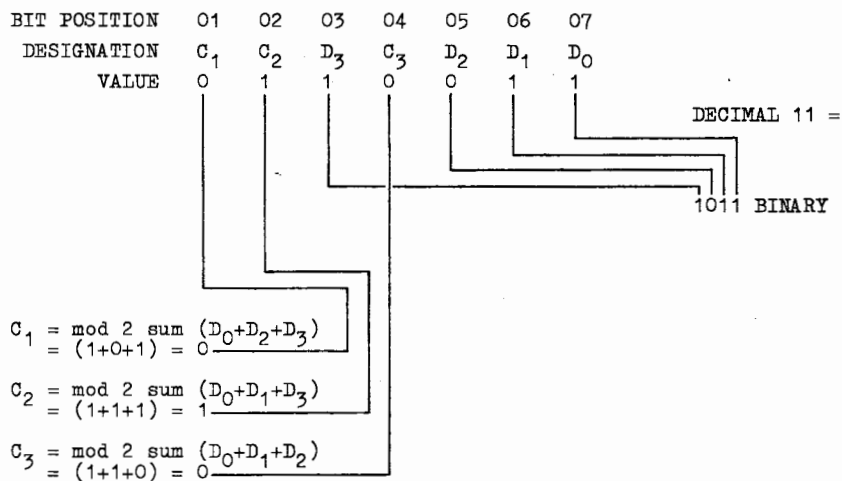 BIT POSITION 01 02 03 04 05 06 07
DESIGNATION C₁ C₂ D₃ C₃ D₂ D₁ D₀
VALUE 0 1 1 0 0 1 1
DECIMAL 11 =
1011 BINARY
C₁ = mod 2 sum (D₀+D₂+D₃)
= (1+0+1) = 0
C₂ = mod 2 sum (D₀+D₁+D₃)
= (1+1+1) = 1
C₃ = mod 2 sum (D₀+D₁+D₂)
= (1+1+0) = 0